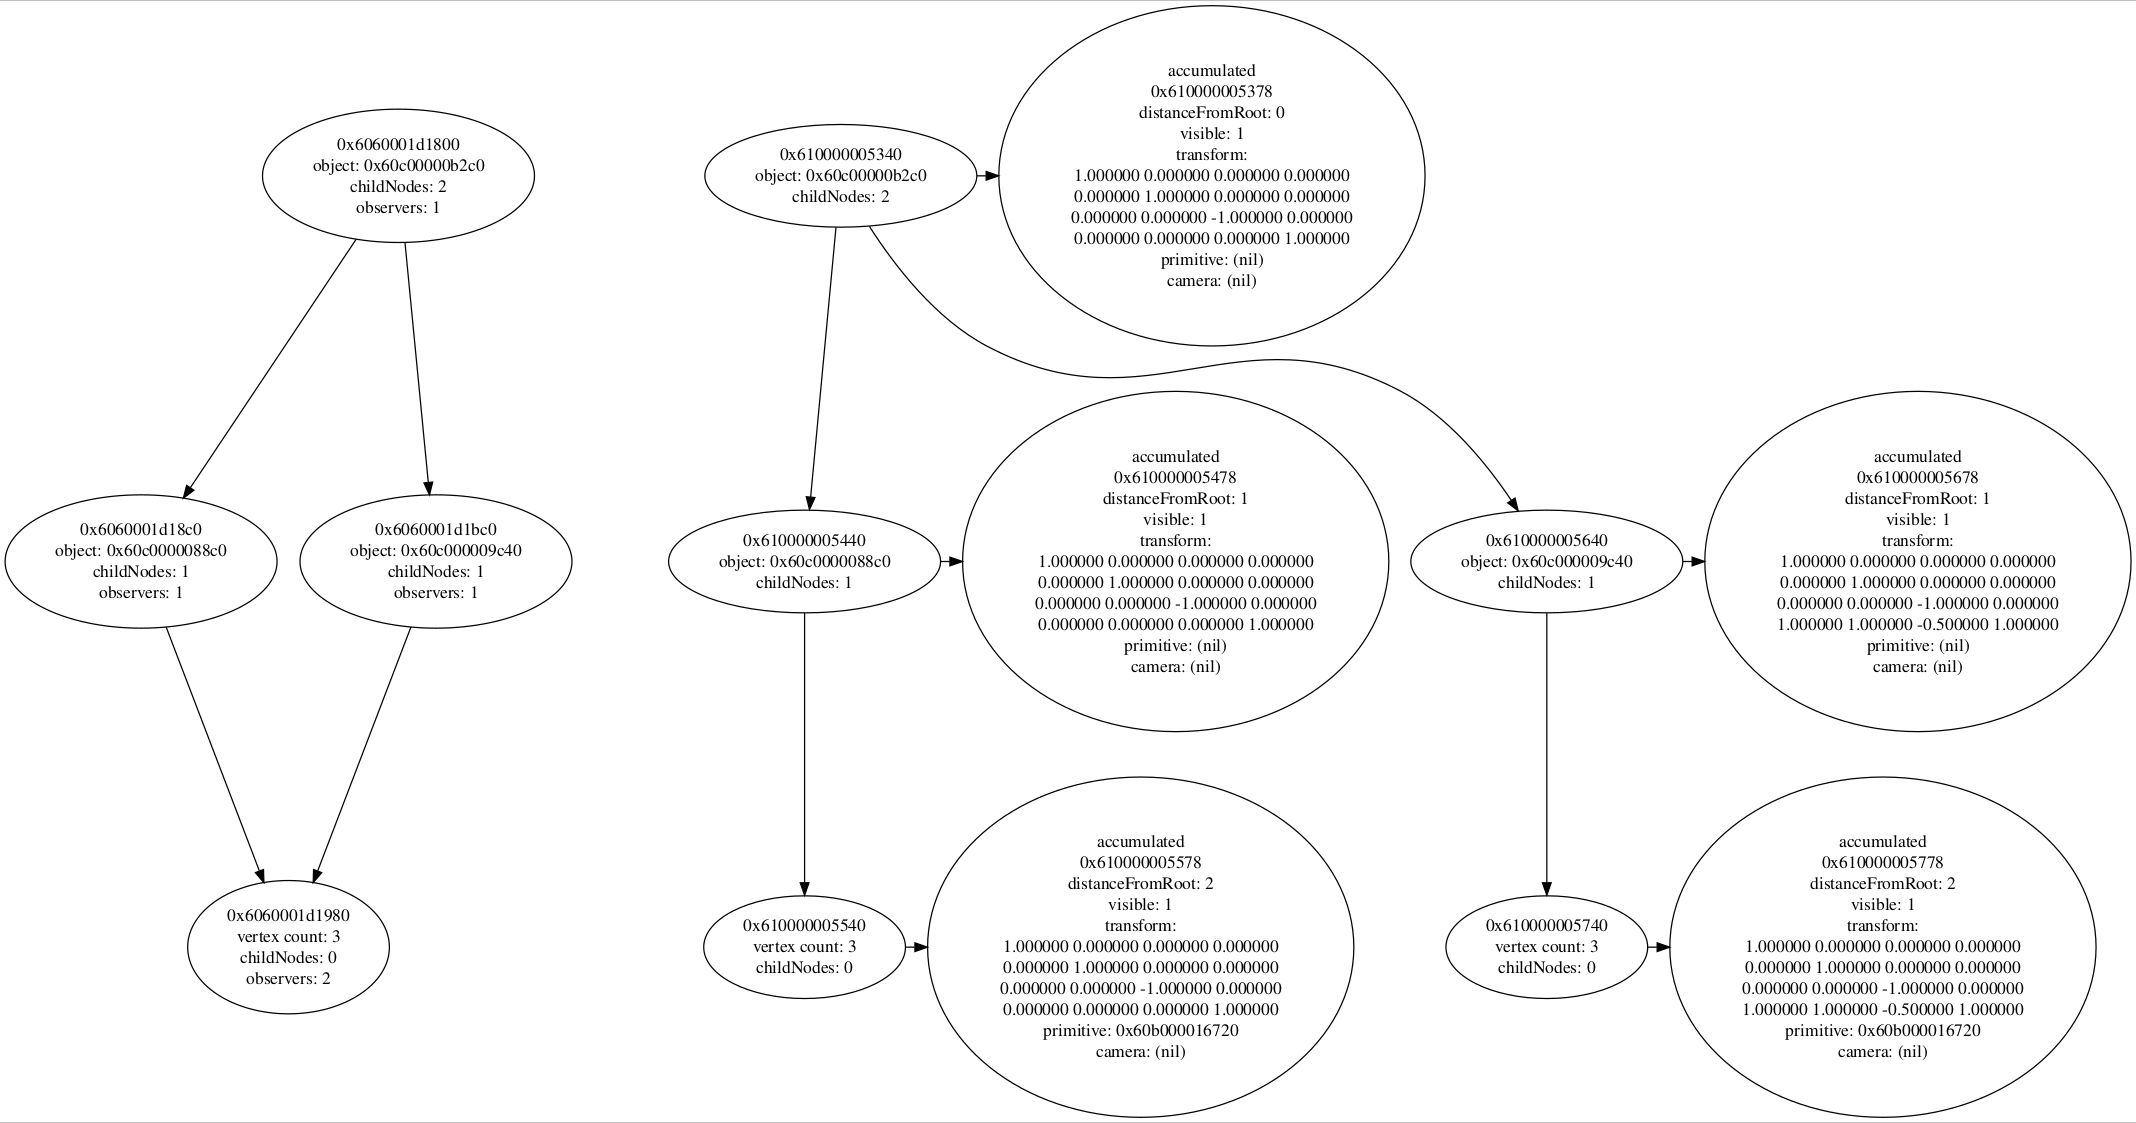 0x6060001d1800
object: 0x60c00000b2c0
childNodes: 2
observers: 1
0x610000005340
object: 0x60c00000b2c0
childNodes: 2
accumulated
0x610000005378
distanceFromRoot: 0
visible: 1
transform:
1.000000 0.000000 0.000000 0.000000
0.000000 1.000000 0.000000 0.000000
0.000000 0.000000 -1.000000 0.000000
0.000000 0.000000 0.000000 1.000000
primitive: (nil)
camera: (nil)
0x6060001d18c0
object: 0x60c0000088c0
childNodes: 1
observers: 1
0x6060001d1bc0
object: 0x60c000009c40
childNodes: 1
observers: 1
0x610000005440
object: 0x60c0000088c0
childNodes: 1
accumulated
0x610000005478
distanceFromRoot: 1
visible: 1
transform:
1.000000 0.000000 0.000000 0.000000
0.000000 1.000000 0.000000 0.000000
0.000000 0.000000 -1.000000 0.000000
0.000000 0.000000 0.000000 1.000000
primitive: (nil)
camera: (nil)
0x610000005640
object: 0x60c000009c40
childNodes: 1
accumulated
0x610000005678
distanceFromRoot: 1
visible: 1
transform:
1.000000 0.000000 0.000000 0.000000
0.000000 1.000000 0.000000 0.000000
0.000000 0.000000 -1.000000 0.000000
1.000000 1.000000 -0.500000 1.000000
primitive: (nil)
camera: (nil)
0x6060001d1980
vertex count: 3
childNodes: 0
observers: 2
0x610000005540
vertex count: 3
childNodes: 0
accumulated
0x610000005578
distanceFromRoot: 2
visible: 1
transform:
1.000000 0.000000 0.000000 0.000000
0.000000 1.000000 0.000000 0.000000
0.000000 0.000000 -1.000000 0.000000
0.000000 0.000000 0.000000 1.000000
primitive: 0x60b000016720
camera: (nil)
0x610000005740
vertex count: 3
childNodes: 0
accumulated
0x610000005778
distanceFromRoot: 2
visible: 1
transform:
1.000000 0.000000 0.000000 0.000000
0.000000 1.000000 0.000000 0.000000
0.000000 0.000000 -1.000000 0.000000
1.000000 1.000000 -0.500000 1.000000
primitive: 0x60b000016720
camera: (nil)